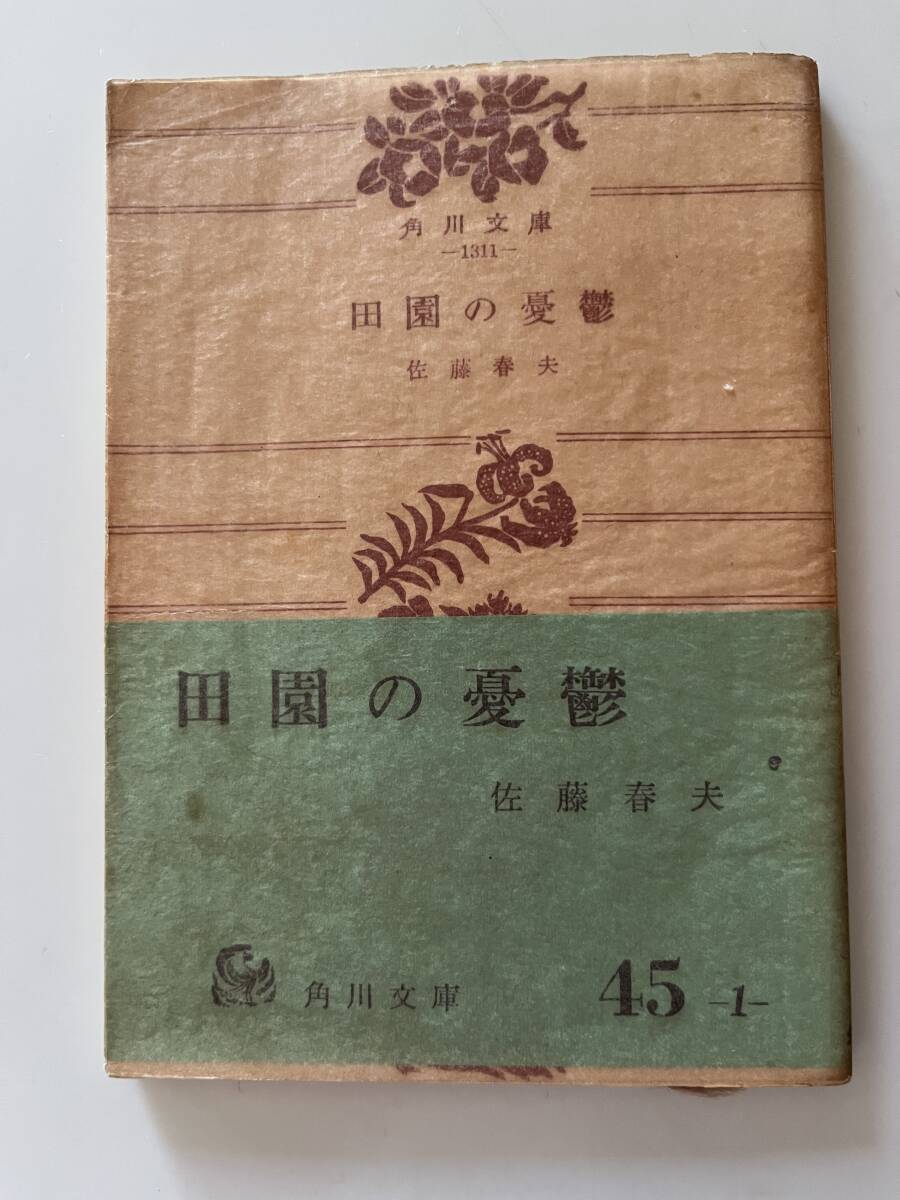 角川文庫
—1311—
田園の憂鬱
佐藤春夫
田園の憂鬱
佐藤春夫
角川文庫
45 —1—